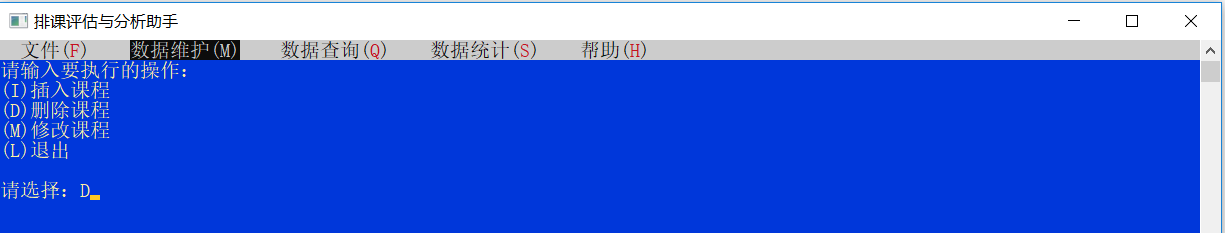 排课评估与分析助手
文件(F) 数据维护(M) 数据查询(Q) 数据统计(S) 帮助(H)
请输入要执行的操作:
(I)插入课程
(D)删除课程
(M)修改课程
(L)退出
请选择: D